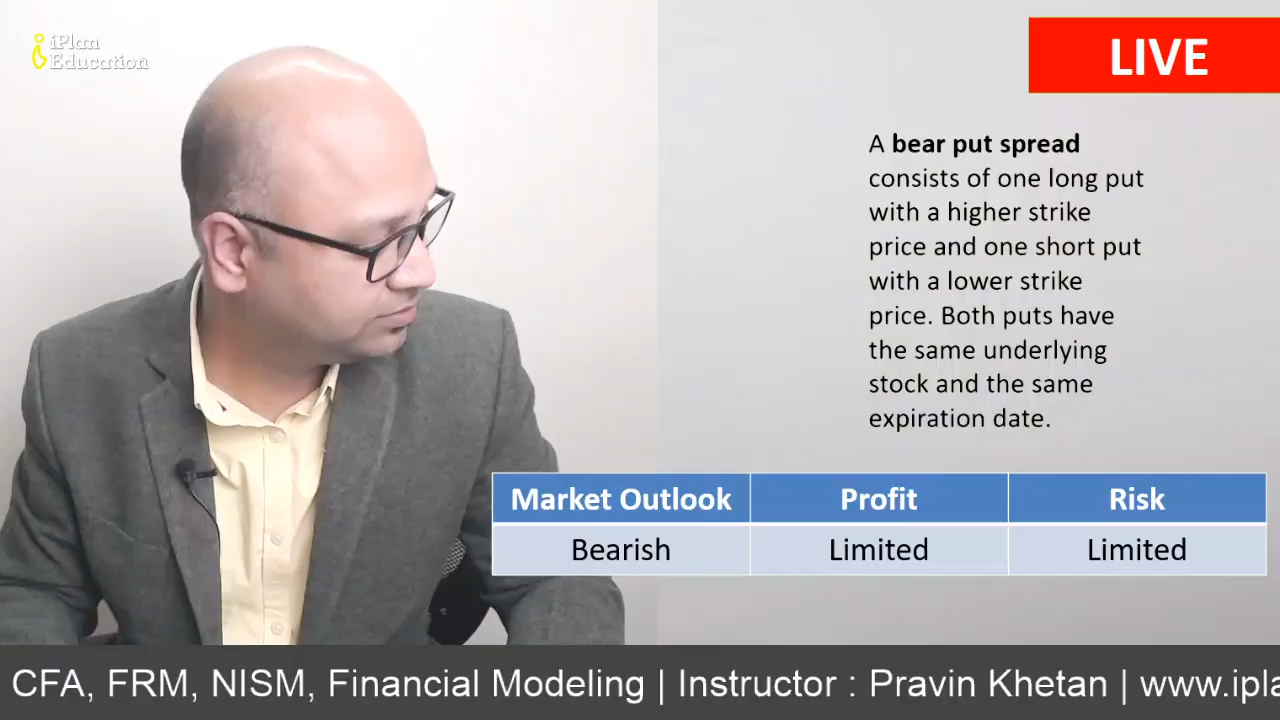 iPlan
Education
LIVE
A bear put spread
consists of one long put
with a higher strike
price and one short put
with a lower strike
price. Both puts have
the same underlying
stock and the same
expiration date.
Market Outlook Profit Risk
Bearish Limited Limited
CFA, FRM, NISM, Financial Modeling | Instructor : Pravin Khetan | www.ipla